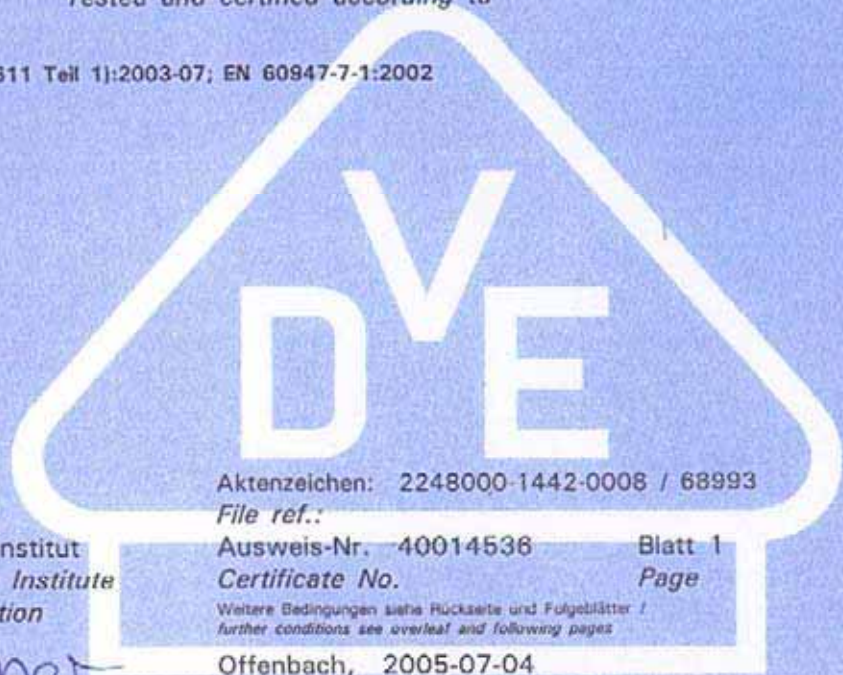 Tested and certified according to
611 Teil 1):2003-07; EN 60947-7-1:2002
VDE
Aktenzeichen: 2248000-1442-0008 / 68993
File ref.:
nstitut Ausweis-Nr. 40014536 Blatt 1
Institute Certificate No. Page
tion Weitere Bedingungen siehe Rückseite und Folgeblätter /
further conditions see overleaf and following pages
Offenbach, 2005-07-04